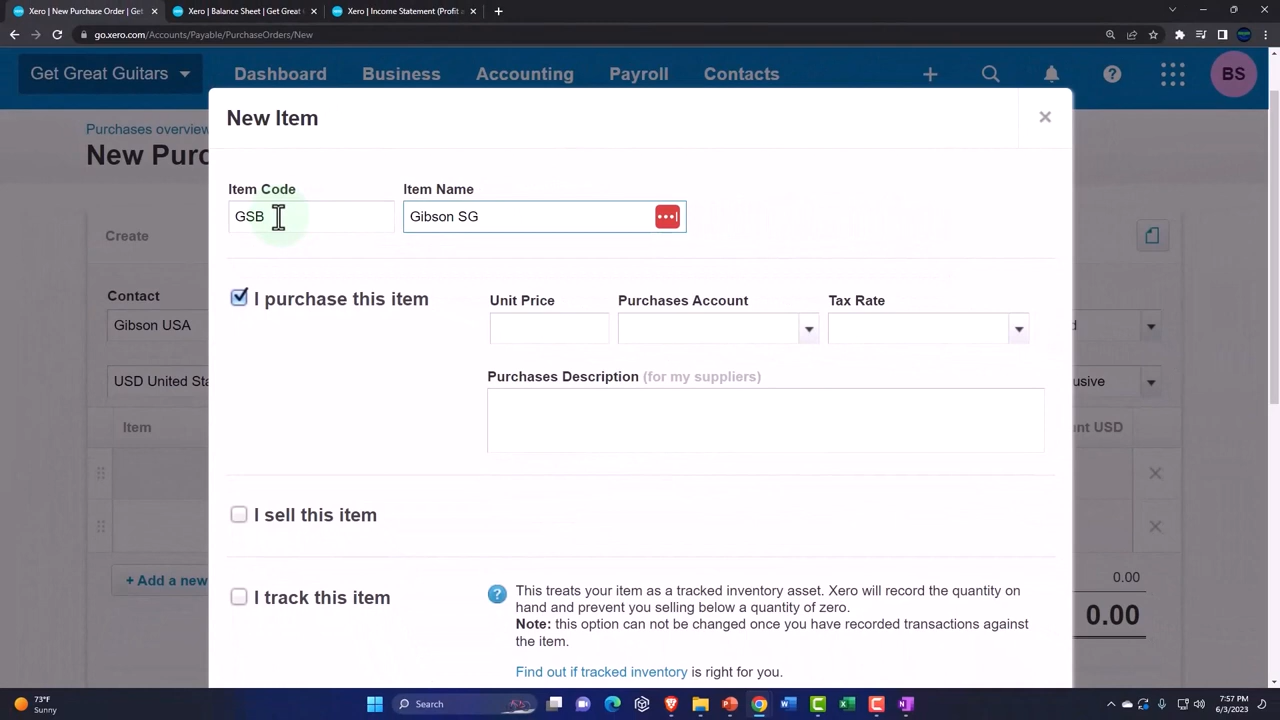 Xero | New Purchase Order | Get
Xero | Balance Sheet | Get Great
Xero | Income Statement (Profit a
go.xero.com/Accounts/Payable/PurchaseOrders/New
Get Great Guitars
Dashboard
Business
Accounting
Payroll
Contacts
BS
Purchases overview
New Purc
New Item
Item Code
Item Name
GSB
Gibson SG
Create
Contact
Gibson USA
USD United Sta
Item
I purchase this item
Unit Price
Purchases Account
Tax Rate
Purchases Description (for my suppliers)
I sell this item
+ Add a new
I track this item
This treats your item as a tracked inventory asset. Xero will record the quantity on
hand and prevent you selling below a quantity of zero.
Note: this option can not be changed once you have recorded transactions against
the item.
Find out if tracked inventory is right for you.
0.00
0.00
73°F
Sunny
Search
7:57 PM
6/3/2023